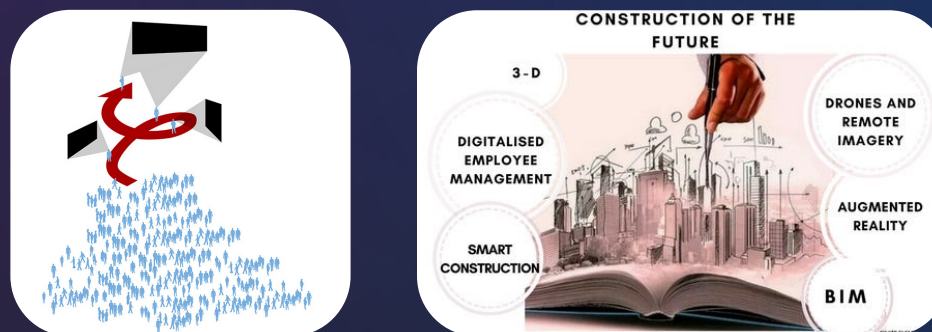 CONSTRUCTION OF THE
FUTURE
3-D
DIGITALISED
EMPLOYEE
MANAGEMENT
SMART
CONSTRUCTION
DRONES AND
REMOTE
IMAGERY
AUGMENTED
REALITY
BIM